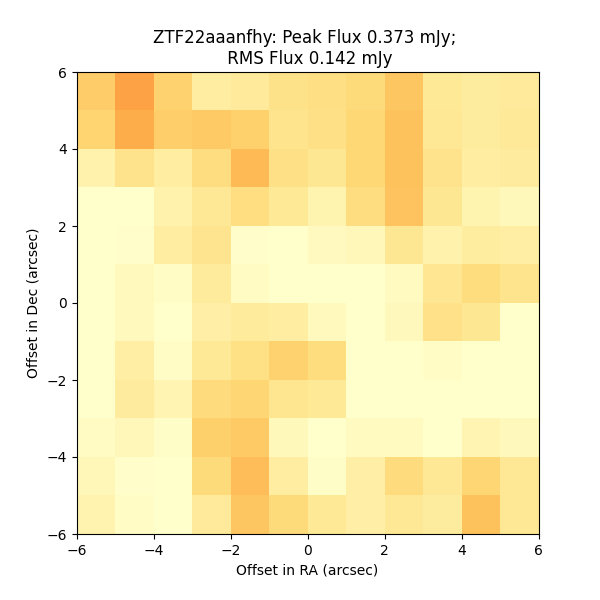 ZTF22aaanfhy: Peak Flux 0.373 mJy;
RMS Flux 0.142 mJy
6
4
2
0
−2
−4
−6
Offset in Dec (arcsec)
−6 −4 −2 0 2 4 6
Offset in RA (arcsec)